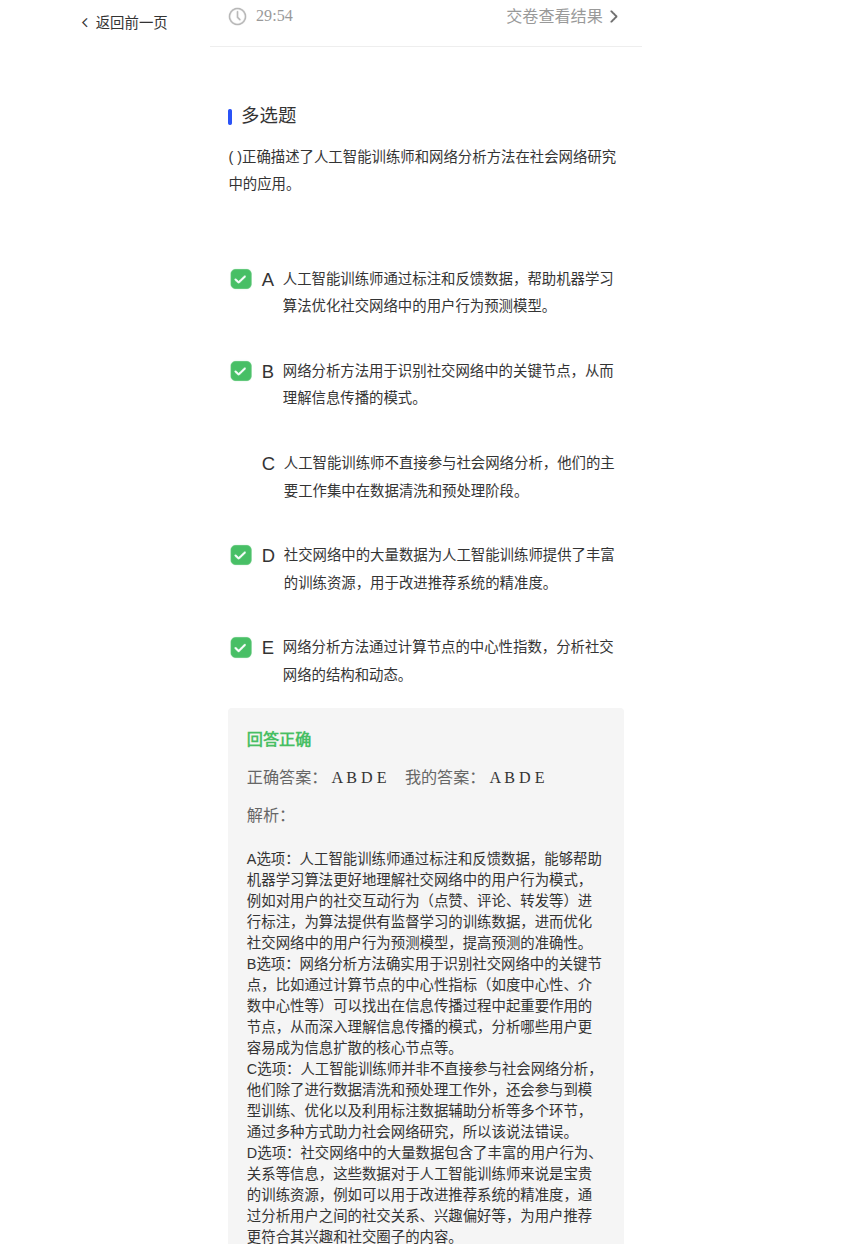 返回前一页
29:54
交卷查看结果
多选题
( )正确描述了人工智能训练师和网络分析方法在社会网络研究
中的应用。
A 人工智能训练师通过标注和反馈数据，帮助机器学习
算法优化社交网络中的用户行为预测模型。
B 网络分析方法用于识别社交网络中的关键节点，从而
理解信息传播的模式。
C 人工智能训练师不直接参与社会网络分析，他们的主
要工作集中在数据清洗和预处理阶段。
D 社交网络中的大量数据为人工智能训练师提供了丰富
的训练资源，用于改进推荐系统的精准度。
E 网络分析方法通过计算节点的中心性指数，分析社交
网络的结构和动态。
回答正确
正确答案： A B D E 我的答案： A B D E
解析：
A选项：人工智能训练师通过标注和反馈数据，能够帮助
机器学习算法更好地理解社交网络中的用户行为模式，
例如对用户的社交互动行为（点赞、评论、转发等）进
行标注，为算法提供有监督学习的训练数据，进而优化
社交网络中的用户行为预测模型，提高预测的准确性。
B选项：网络分析方法确实用于识别社交网络中的关键节
点，比如通过计算节点的中心性指标（如度中心性、介
数中心性等）可以找出在信息传播过程中起重要作用的
节点，从而深入理解信息传播的模式，分析哪些用户更
容易成为信息扩散的核心节点等。
C选项：人工智能训练师并非不直接参与社会网络分析，
他们除了进行数据清洗和预处理工作外，还会参与到模
型训练、优化以及利用标注数据辅助分析等多个环节，
通过多种方式助力社会网络研究，所以该说法错误。
D选项：社交网络中的大量数据包含了丰富的用户行为、
关系等信息，这些数据对于人工智能训练师来说是宝贵
的训练资源，例如可以用于改进推荐系统的精准度，通
过分析用户之间的社交关系、兴趣偏好等，为用户推荐
更符合其兴趣和社交圈子的内容。